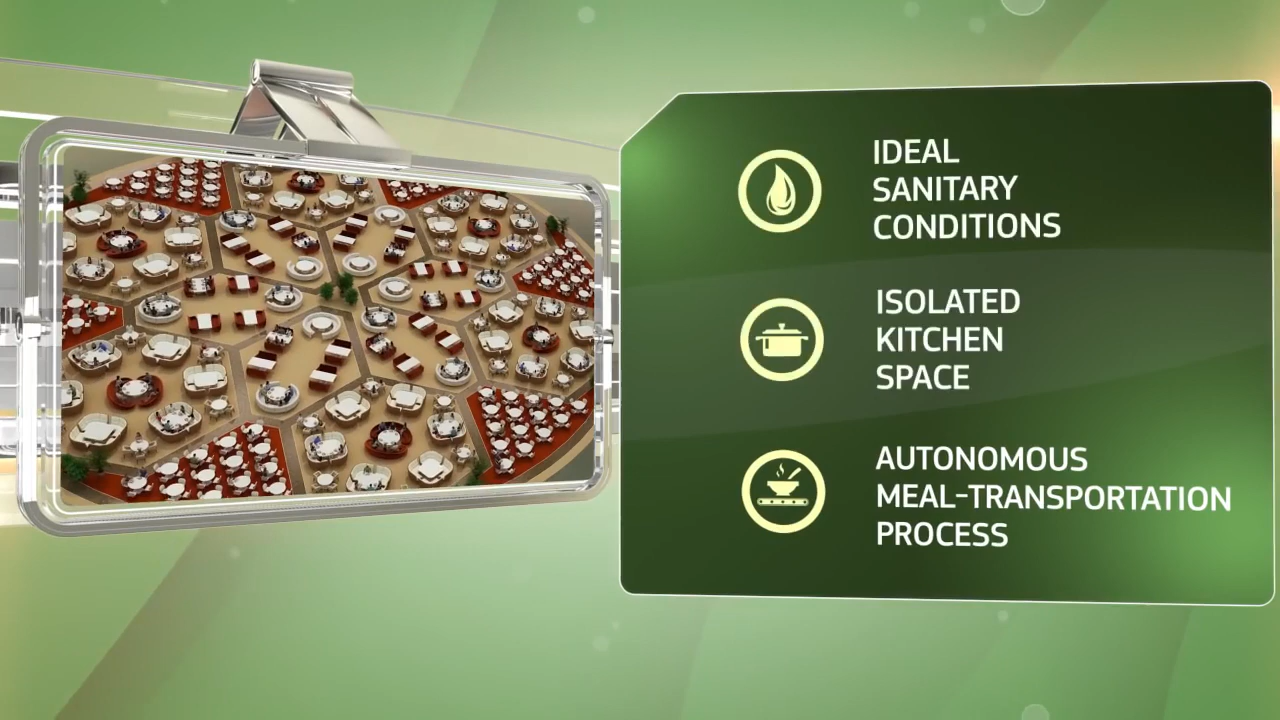 IDEAL
SANITARY
CONDITIONS
ISOLATED
KITCHEN
SPACE
AUTONOMOUS
MEAL-TRANSPORTATION
PROCESS